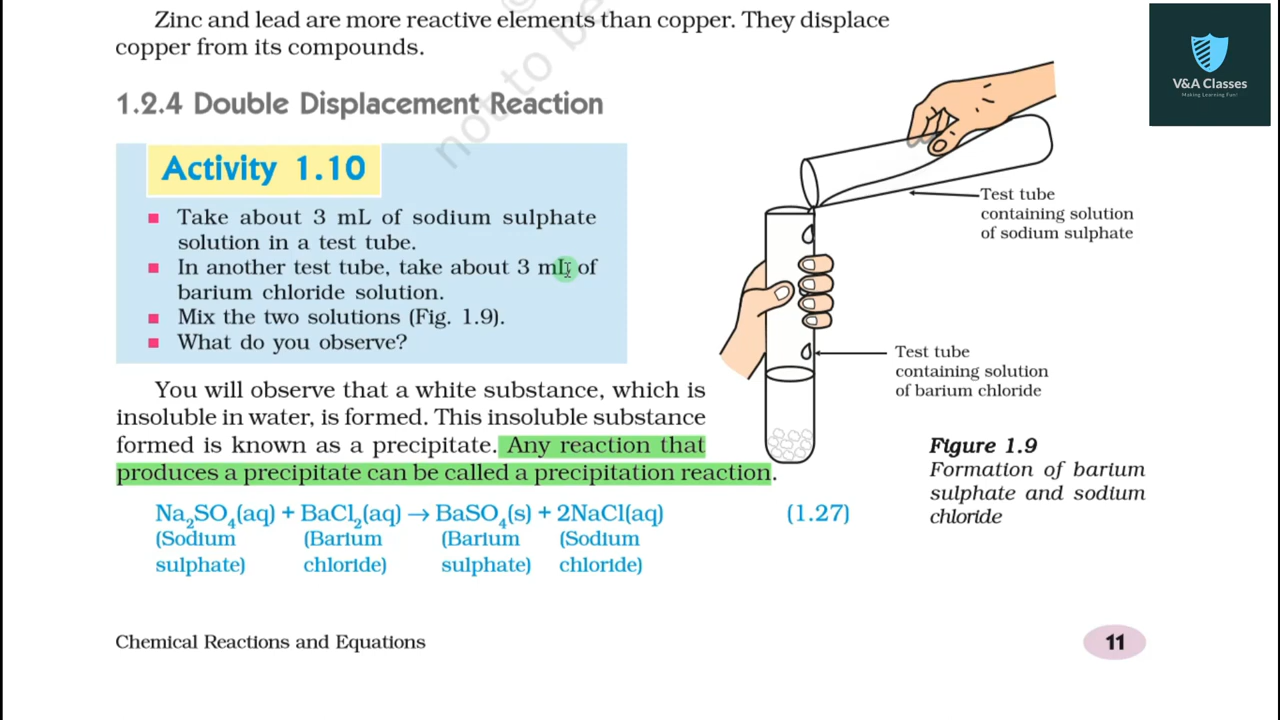 Zinc and lead are more reactive elements than copper. They displace
copper from its compounds.
not to be
1.2.4 Double Displacement Reaction
Activity 1.10
Take about 3 mL of sodium sulphate
solution in a test tube.
In another test tube, take about 3 mL of
barium chloride solution.
Mix the two solutions (Fig. 1.9).
What do you observe?
You will observe that a white substance, which is
insoluble in water, is formed. This insoluble substance
formed is known as a precipitate. Any reaction that
produces a precipitate can be called a precipitation reaction.
Na₂SO₄(aq) + BaCl₂(aq) → BaSO₄(s) + 2NaCl(aq) (1.27)
(Sodium (Barium (Barium (Sodium
sulphate) chloride) sulphate) chloride)
V&A Classes
Making Learning Fun!
Test tube
containing solution
of sodium sulphate
Test tube
containing solution
of barium chloride
Figure 1.9
Formation of barium
sulphate and sodium
chloride
Chemical Reactions and Equations
11